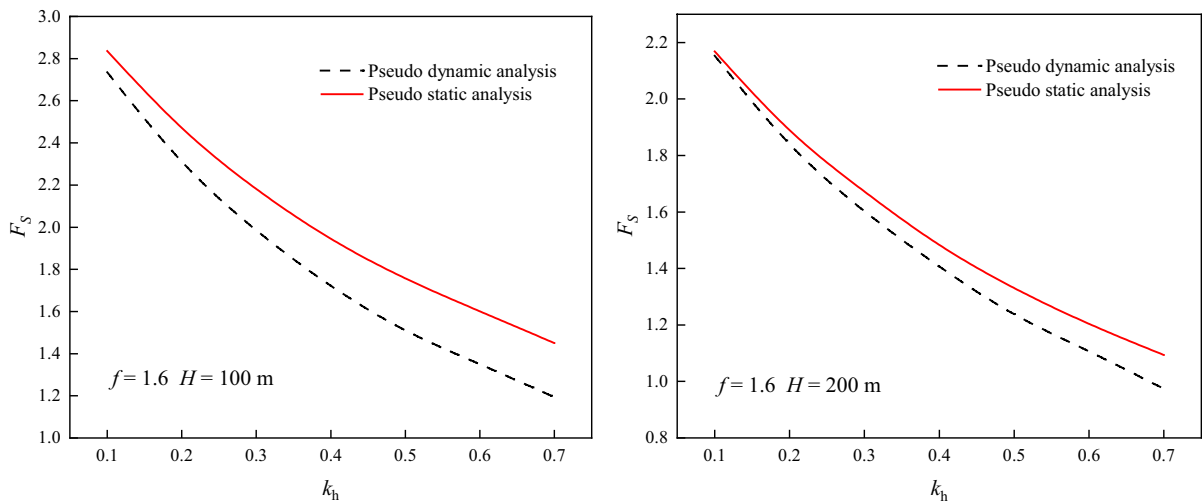 3.0
2.8
2.6
2.4
2.2
2.0
1.8
1.6
1.4
1.2
1.0
F_S
Pseudo dynamic analysis
Pseudo static analysis
f = 1.6 H = 100 m
0.1 0.2 0.3 0.4 0.5 0.6 0.7
k_h
2.2
2.0
1.8
1.6
1.4
1.2
1.0
0.8
F_S
Pseudo dynamic analysis
Pseudo static analysis
f = 1.6 H = 200 m
0.1 0.2 0.3 0.4 0.5 0.6 0.7
k_h